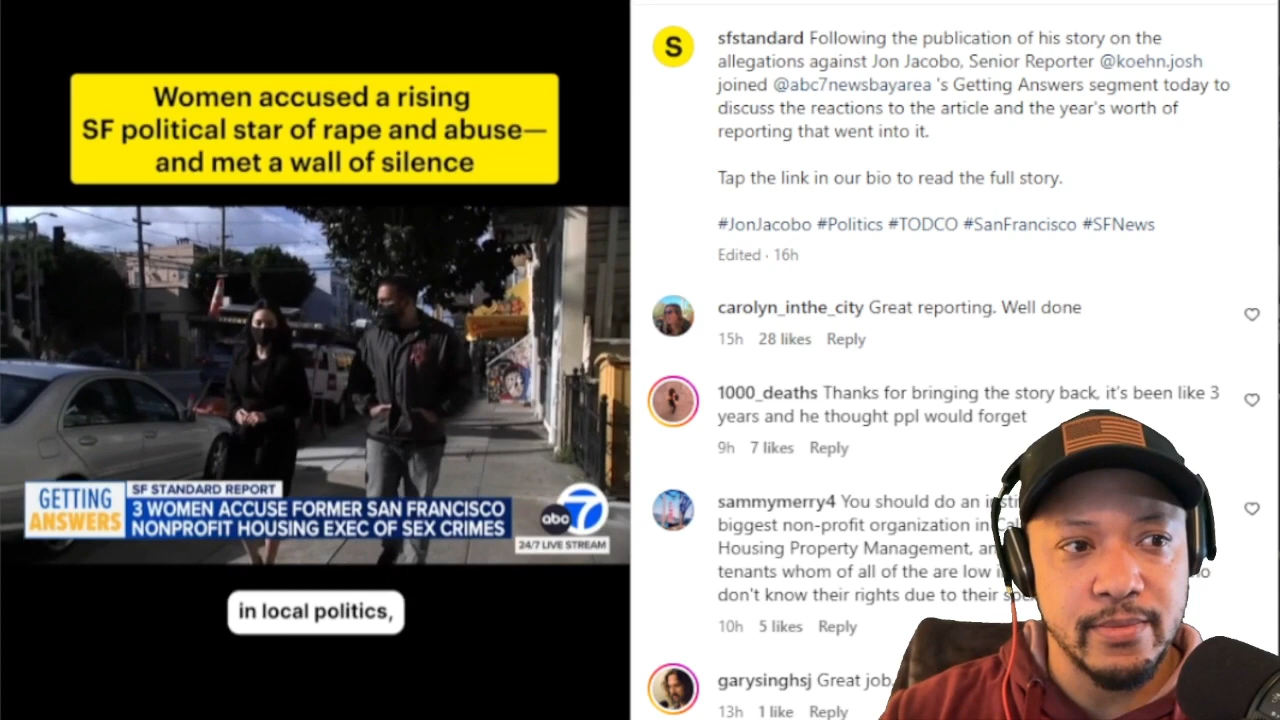 Women accused a rising
SF political star of rape and abuse—
and met a wall of silence
GETTING
ANSWERS
SF STANDARD REPORT
3 WOMEN ACCUSE FORMER SAN FRANCISCO
NONPROFIT HOUSING EXEC OF SEX CRIMES
abc 7
24/7 LIVE STREAM
in local politics,
S
sfstandard Following the publication of his story on the
allegations against Jon Jacobo, Senior Reporter @koehn.josh
joined @abc7newsbayarea 's Getting Answers segment today to
discuss the reactions to the article and the year's worth of
reporting that went into it.
Tap the link in our bio to read the full story.
#JonJacobo #Politics #TODCO #SanFrancisco #SFNews
Edited · 16h
carolyn_inthe_city Great reporting. Well done
15h 28 likes Reply
1000_deaths Thanks for bringing the story back, it's been like 3
years and he thought ppl would forget
9h 7 likes Reply
sammymerry4 You should do an
biggest non-profit organization in
Housing Property Management,
tenants whom of all of the are low
don't know their rights due to their
10h 5 likes Reply
garysinghsj Great job.
13h 1 like Reply